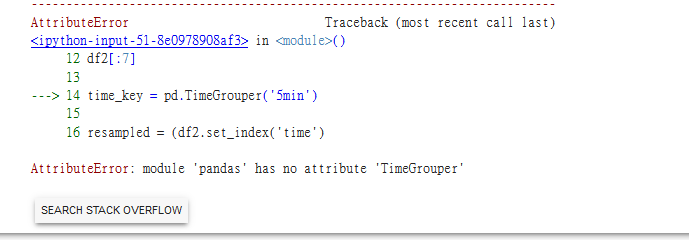 ---------------------------------------------------------------------------
AttributeError                            Traceback (most recent call last)
<ipython-input-51-8e0978908af3> in <module>()
     12 df2[:7]
     13
---> 14 time_key = pd.TimeGrouper('5min')
     15
     16 resampled = (df2.set_index('time')
AttributeError: module 'pandas' has no attribute 'TimeGrouper'
SEARCH STACK OVERFLOW